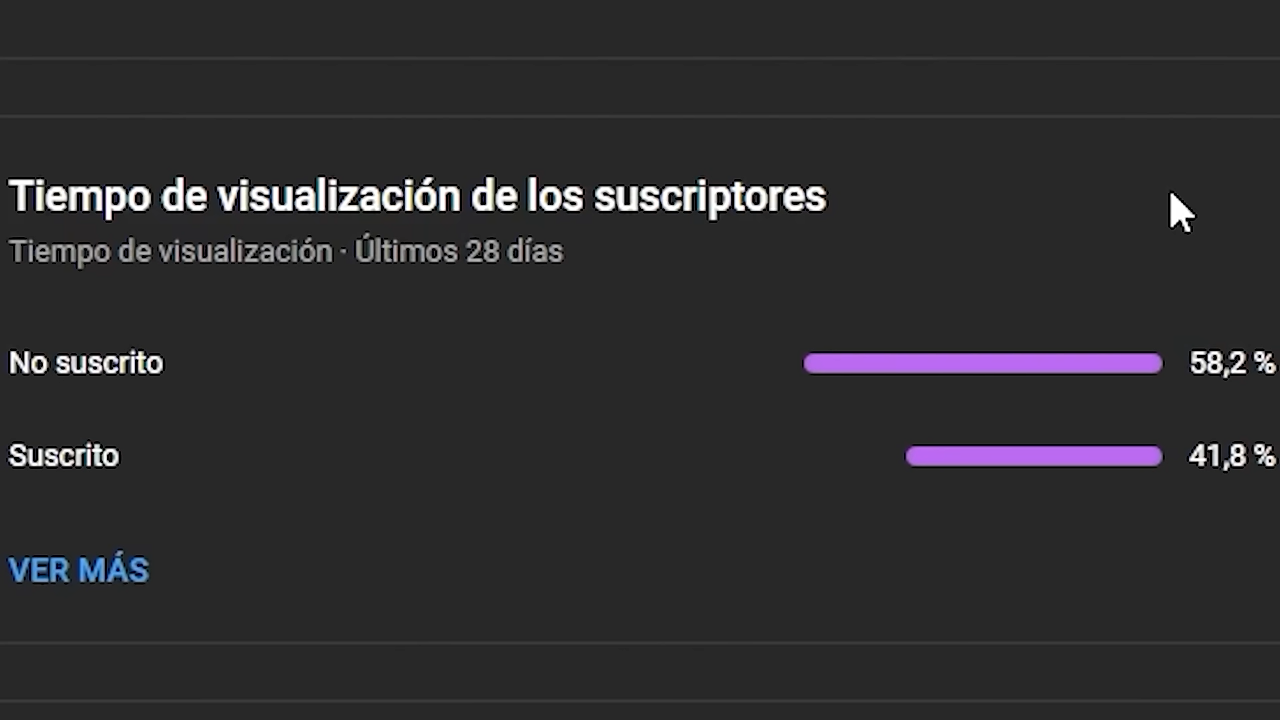 Tiempo de visualización de los suscriptores
Tiempo de visualización · Últimos 28 días
No suscrito 58,2 %
Suscrito 41,8 %
VER MÁS